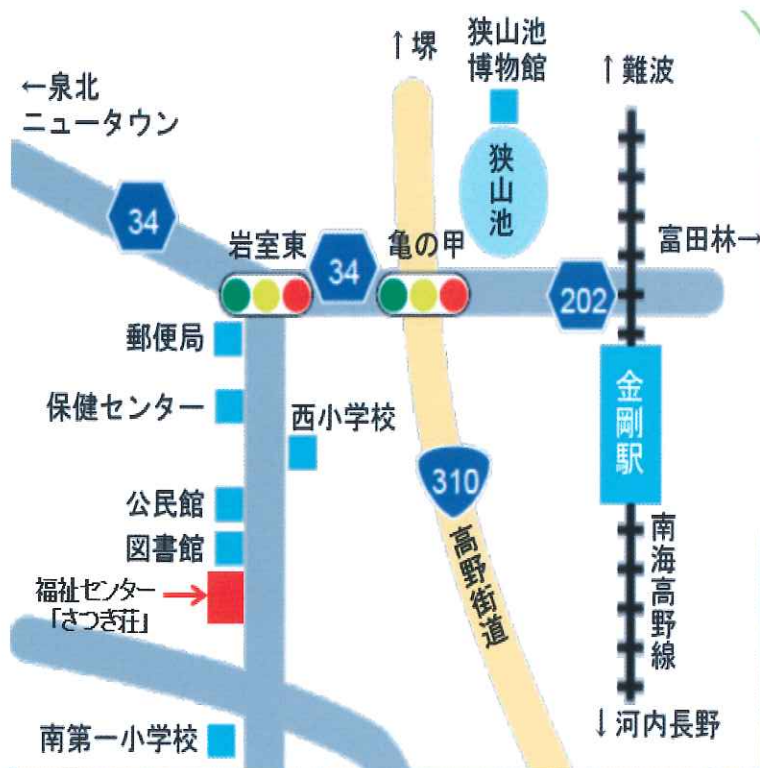 ↑堺
狭山池
博物館
↑難波
←泉北
ニュータウン
狭山池
34
岩室東
34
亀の甲
富田林→
202
郵便局
保健センター
西小学校
金剛駅
310
公民館
図書館
高野街道
南海高野線
福祉センター→
「さつき荘」
南第一小学校
↓河内長野